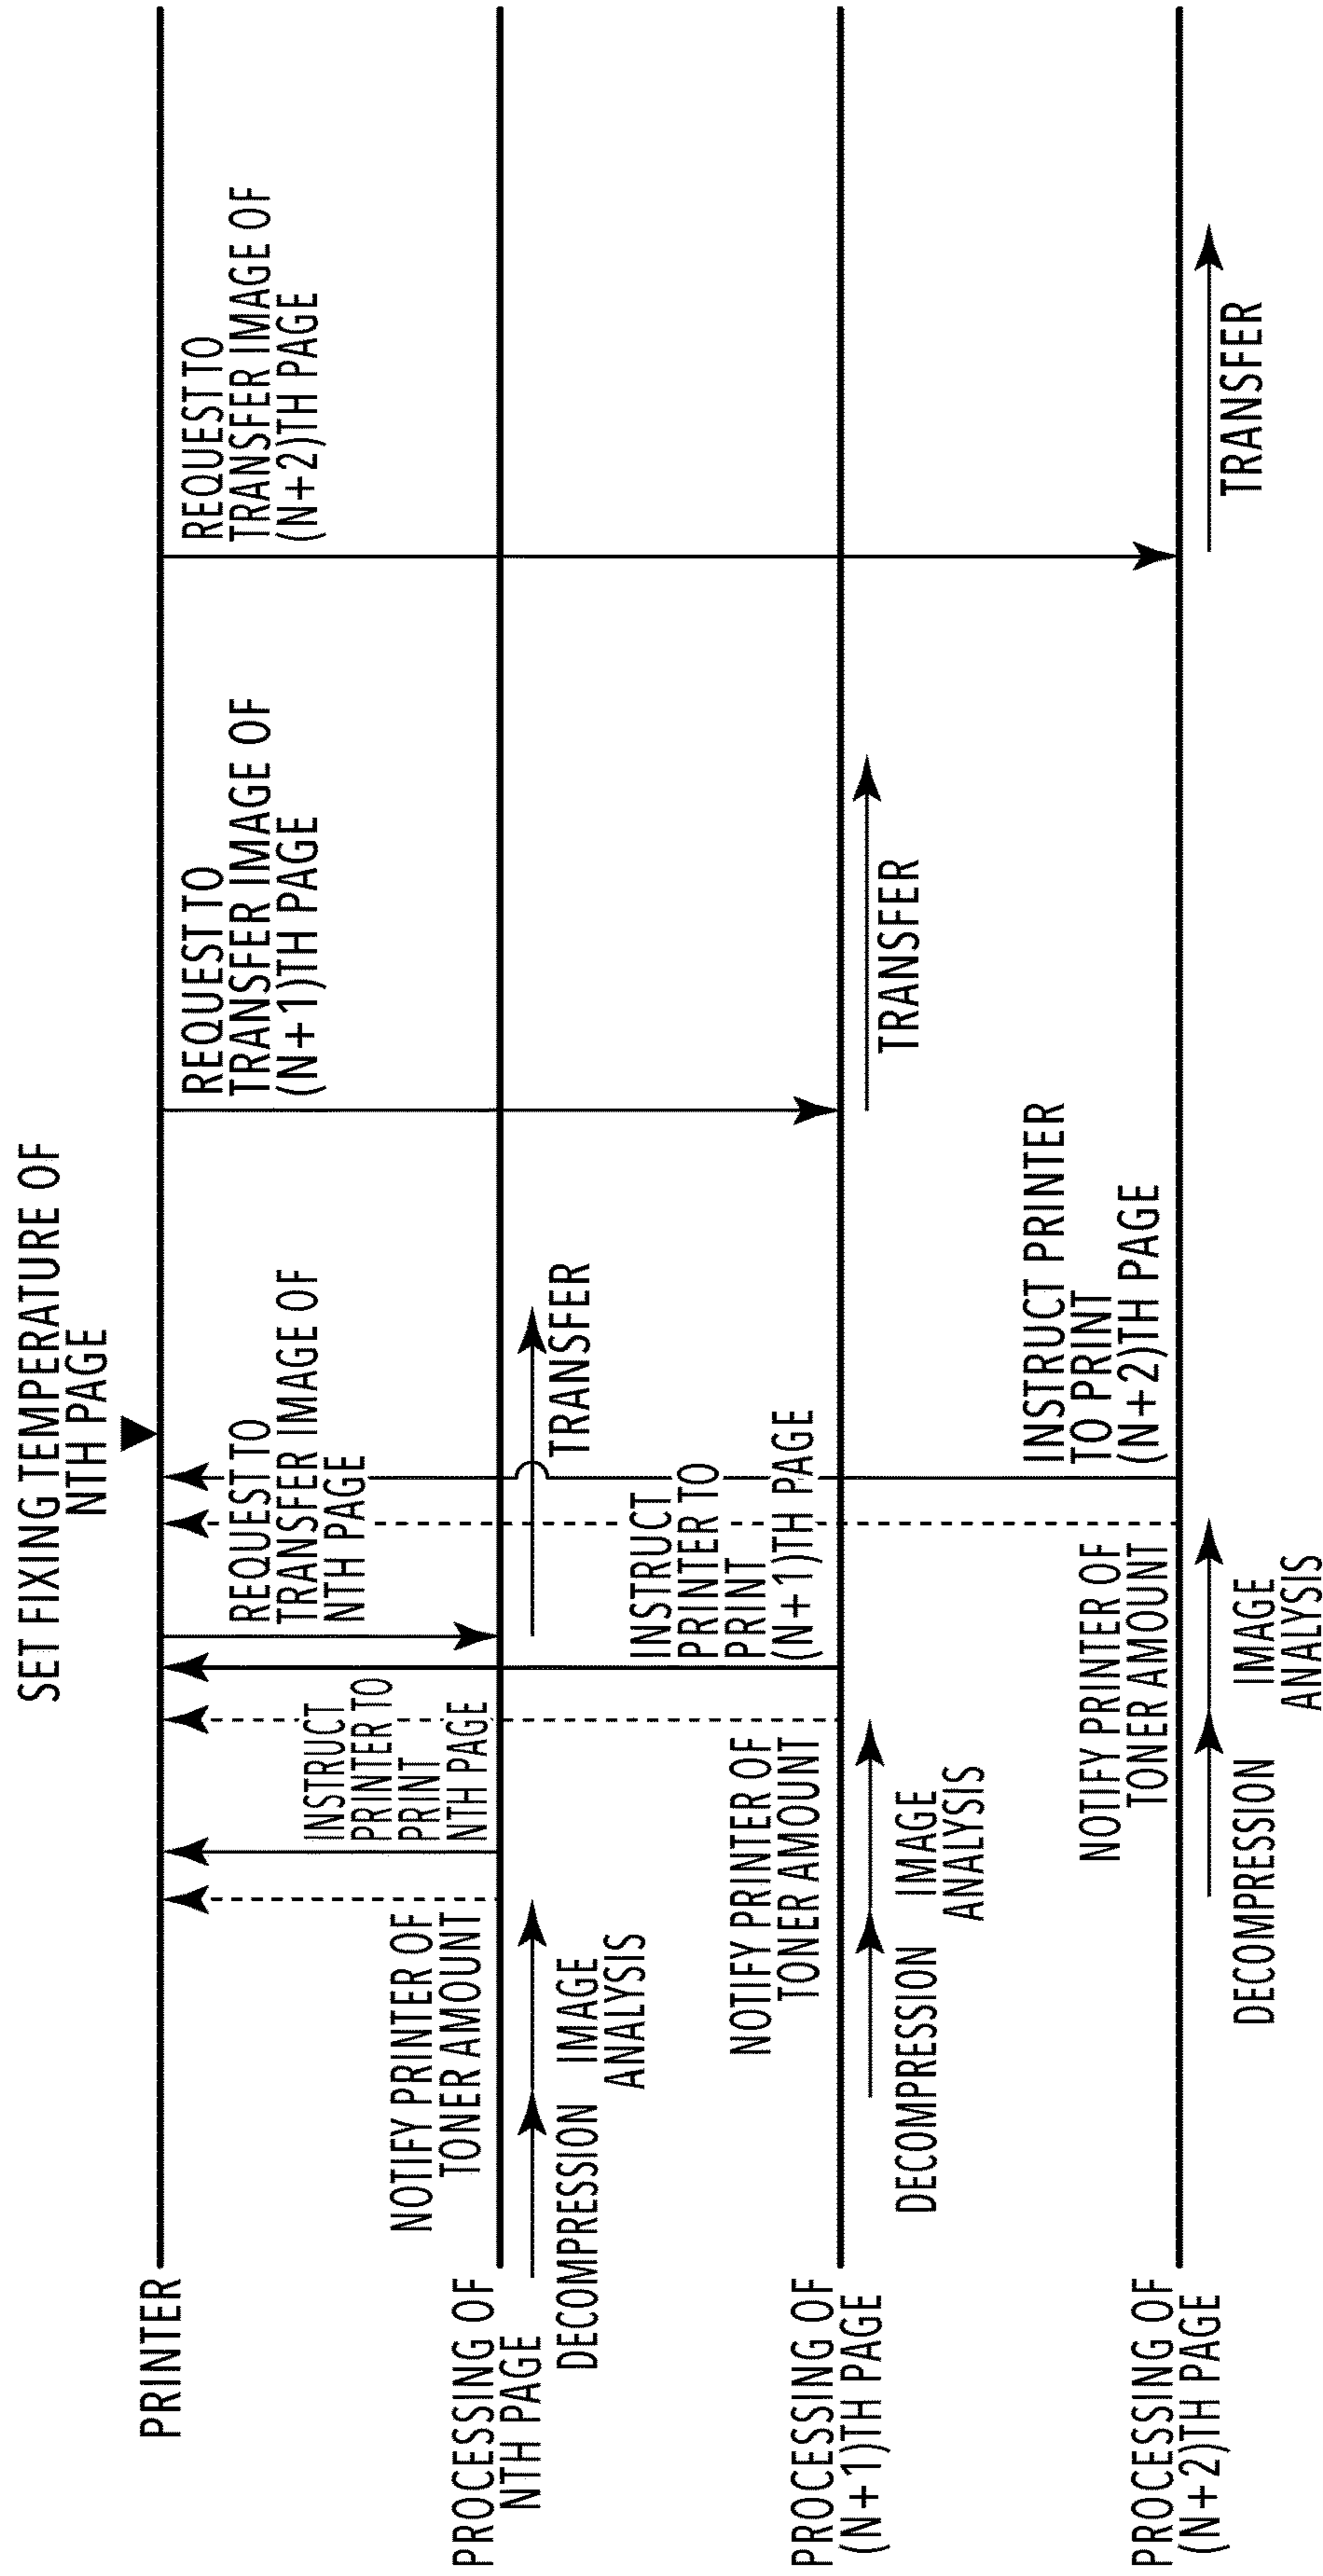 SET FIXING TEMPERATURE OF
NTH PAGE
PRINTER
REQUEST TO
TRANSFER IMAGE OF
NTH PAGE
REQUEST TO
TRANSFER IMAGE OF
(N+1)TH PAGE
REQUEST TO
TRANSFER IMAGE OF
(N+2)TH PAGE
INSTRUCT
PRINTER TO
PRINT
NTH PAGE
NOTIFY PRINTER OF
TONER AMOUNT
PROCESSING OF
NTH PAGE
DECOMPRESSION
IMAGE
ANALYSIS
TRANSFER
INSTRUCT
PRINTER TO
PRINT
(N+1)TH PAGE
NOTIFY PRINTER OF
TONER AMOUNT
PROCESSING OF
(N+1)TH PAGE
DECOMPRESSION
IMAGE
ANALYSIS
TRANSFER
INSTRUCT PRINTER
TO PRINT
(N+2)TH PAGE
NOTIFY PRINTER OF
TONER AMOUNT
PROCESSING OF
(N+2)TH PAGE
DECOMPRESSION
IMAGE
ANALYSIS
TRANSFER